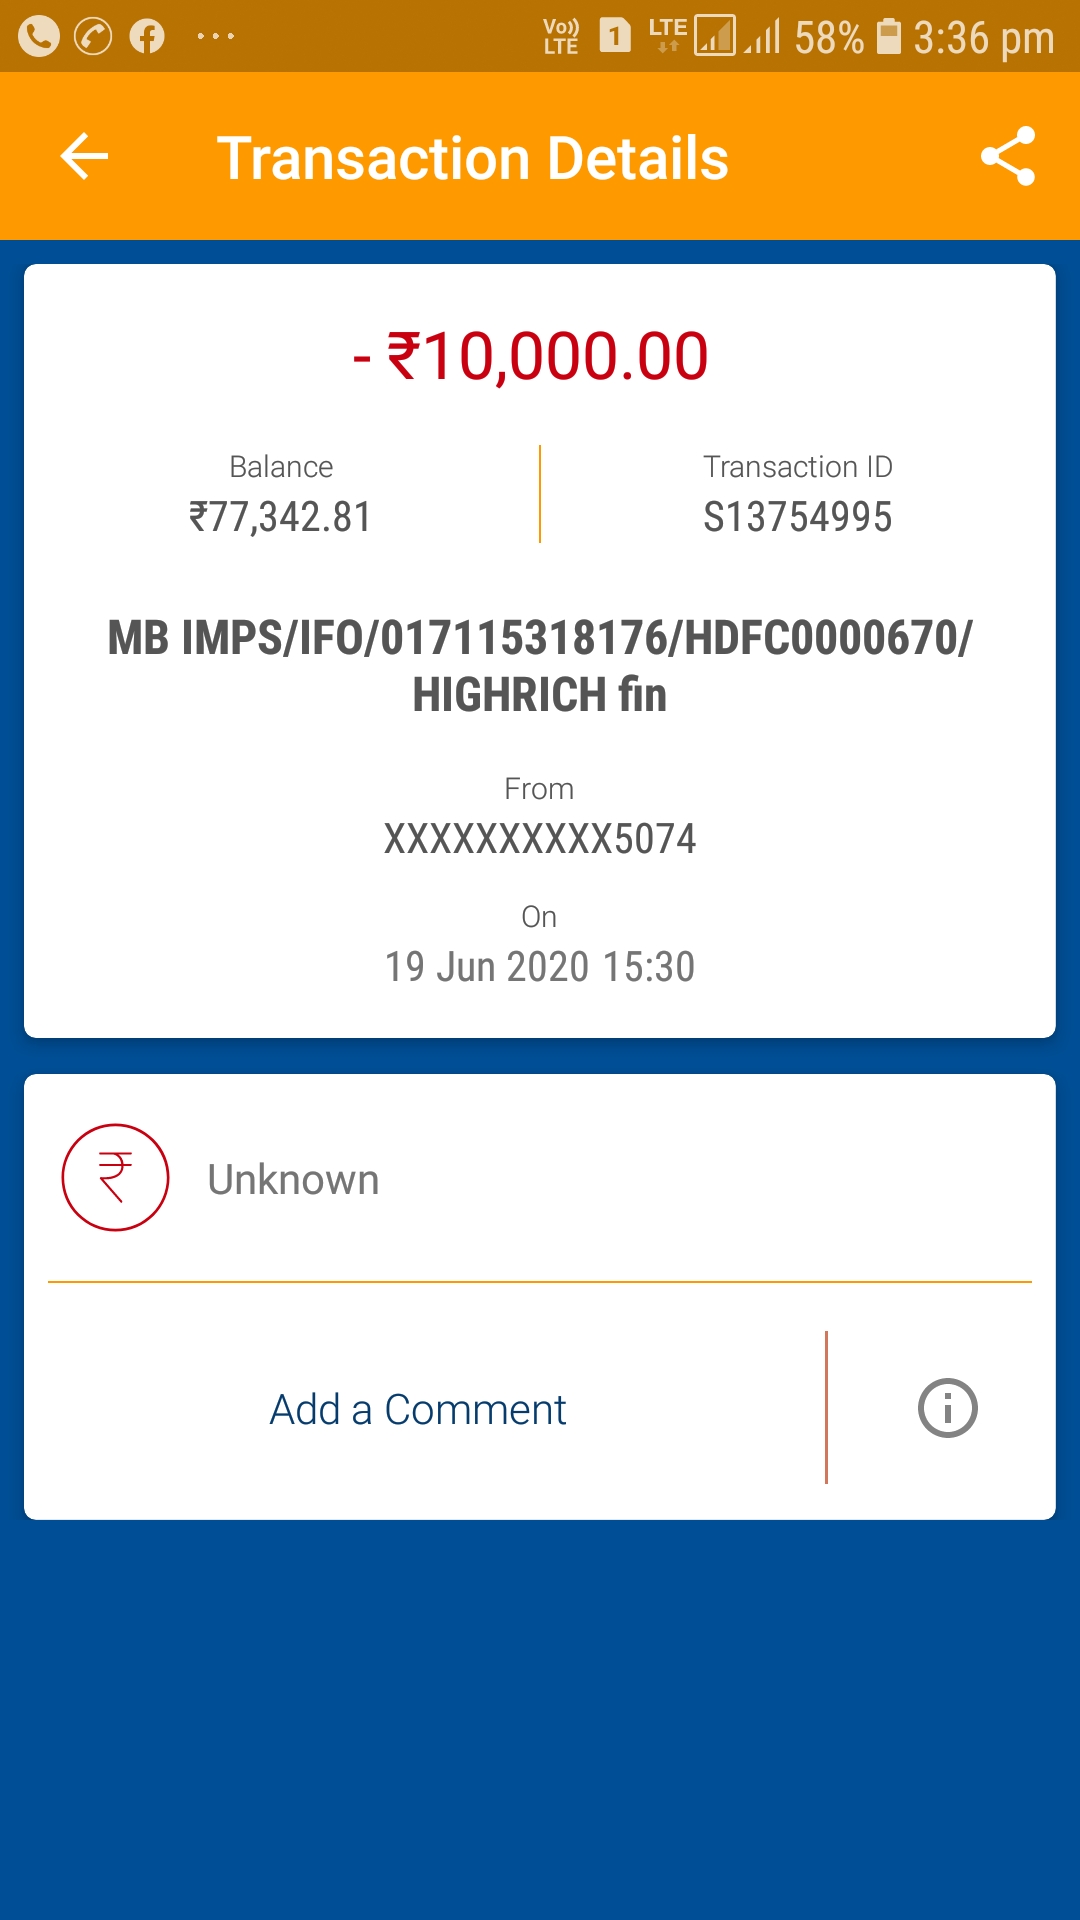 Vo)) LTE 1 LTE 58% 3:36 pm
Transaction Details
- ₹10,000.00
Balance
₹77,342.81
Transaction ID
S13754995
MB IMPS/IFO/017115318176/HDFC0000670/
HIGHRICH fin
From
XXXXXXXXXX5074
On
19 Jun 2020 15:30
₹ Unknown
Add a Comment